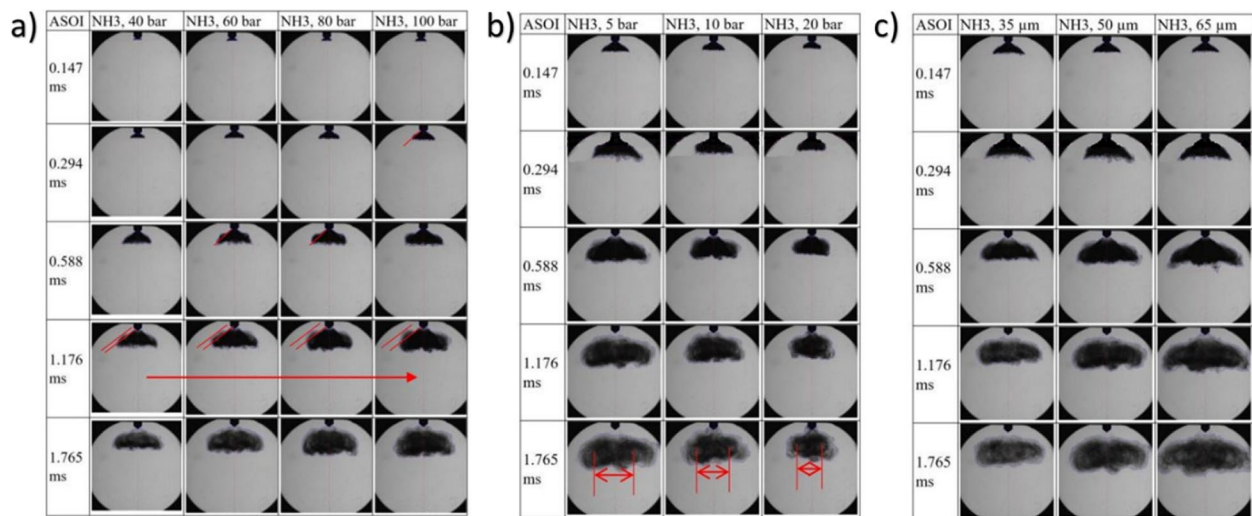 a)
ASOI NH3, 40 bar NH3, 60 bar NH3, 80 bar NH3, 100 bar
0.147
ms
0.294
ms
0.588
ms
1.176
ms
1.765
ms
b)
ASOI NH3, 5 bar NH3, 10 bar NH3, 20 bar
0.147
ms
0.294
ms
0.588
ms
1.176
ms
1.765
ms
c)
ASOI NH3, 35 µm NH3, 50 µm NH3, 65 µm
0.147
ms
0.294
ms
0.588
ms
1.176
ms
1.765
ms